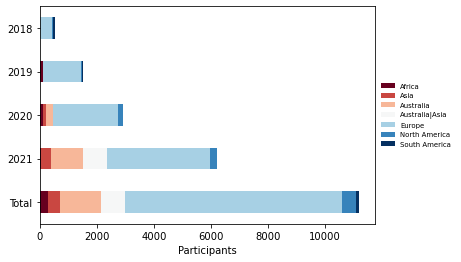 2018
2019
2020
2021
Total
0 2000 4000 6000 8000 10000
Participants
Africa
Asia
Australia
Australia|Asia
Europe
North America
South America